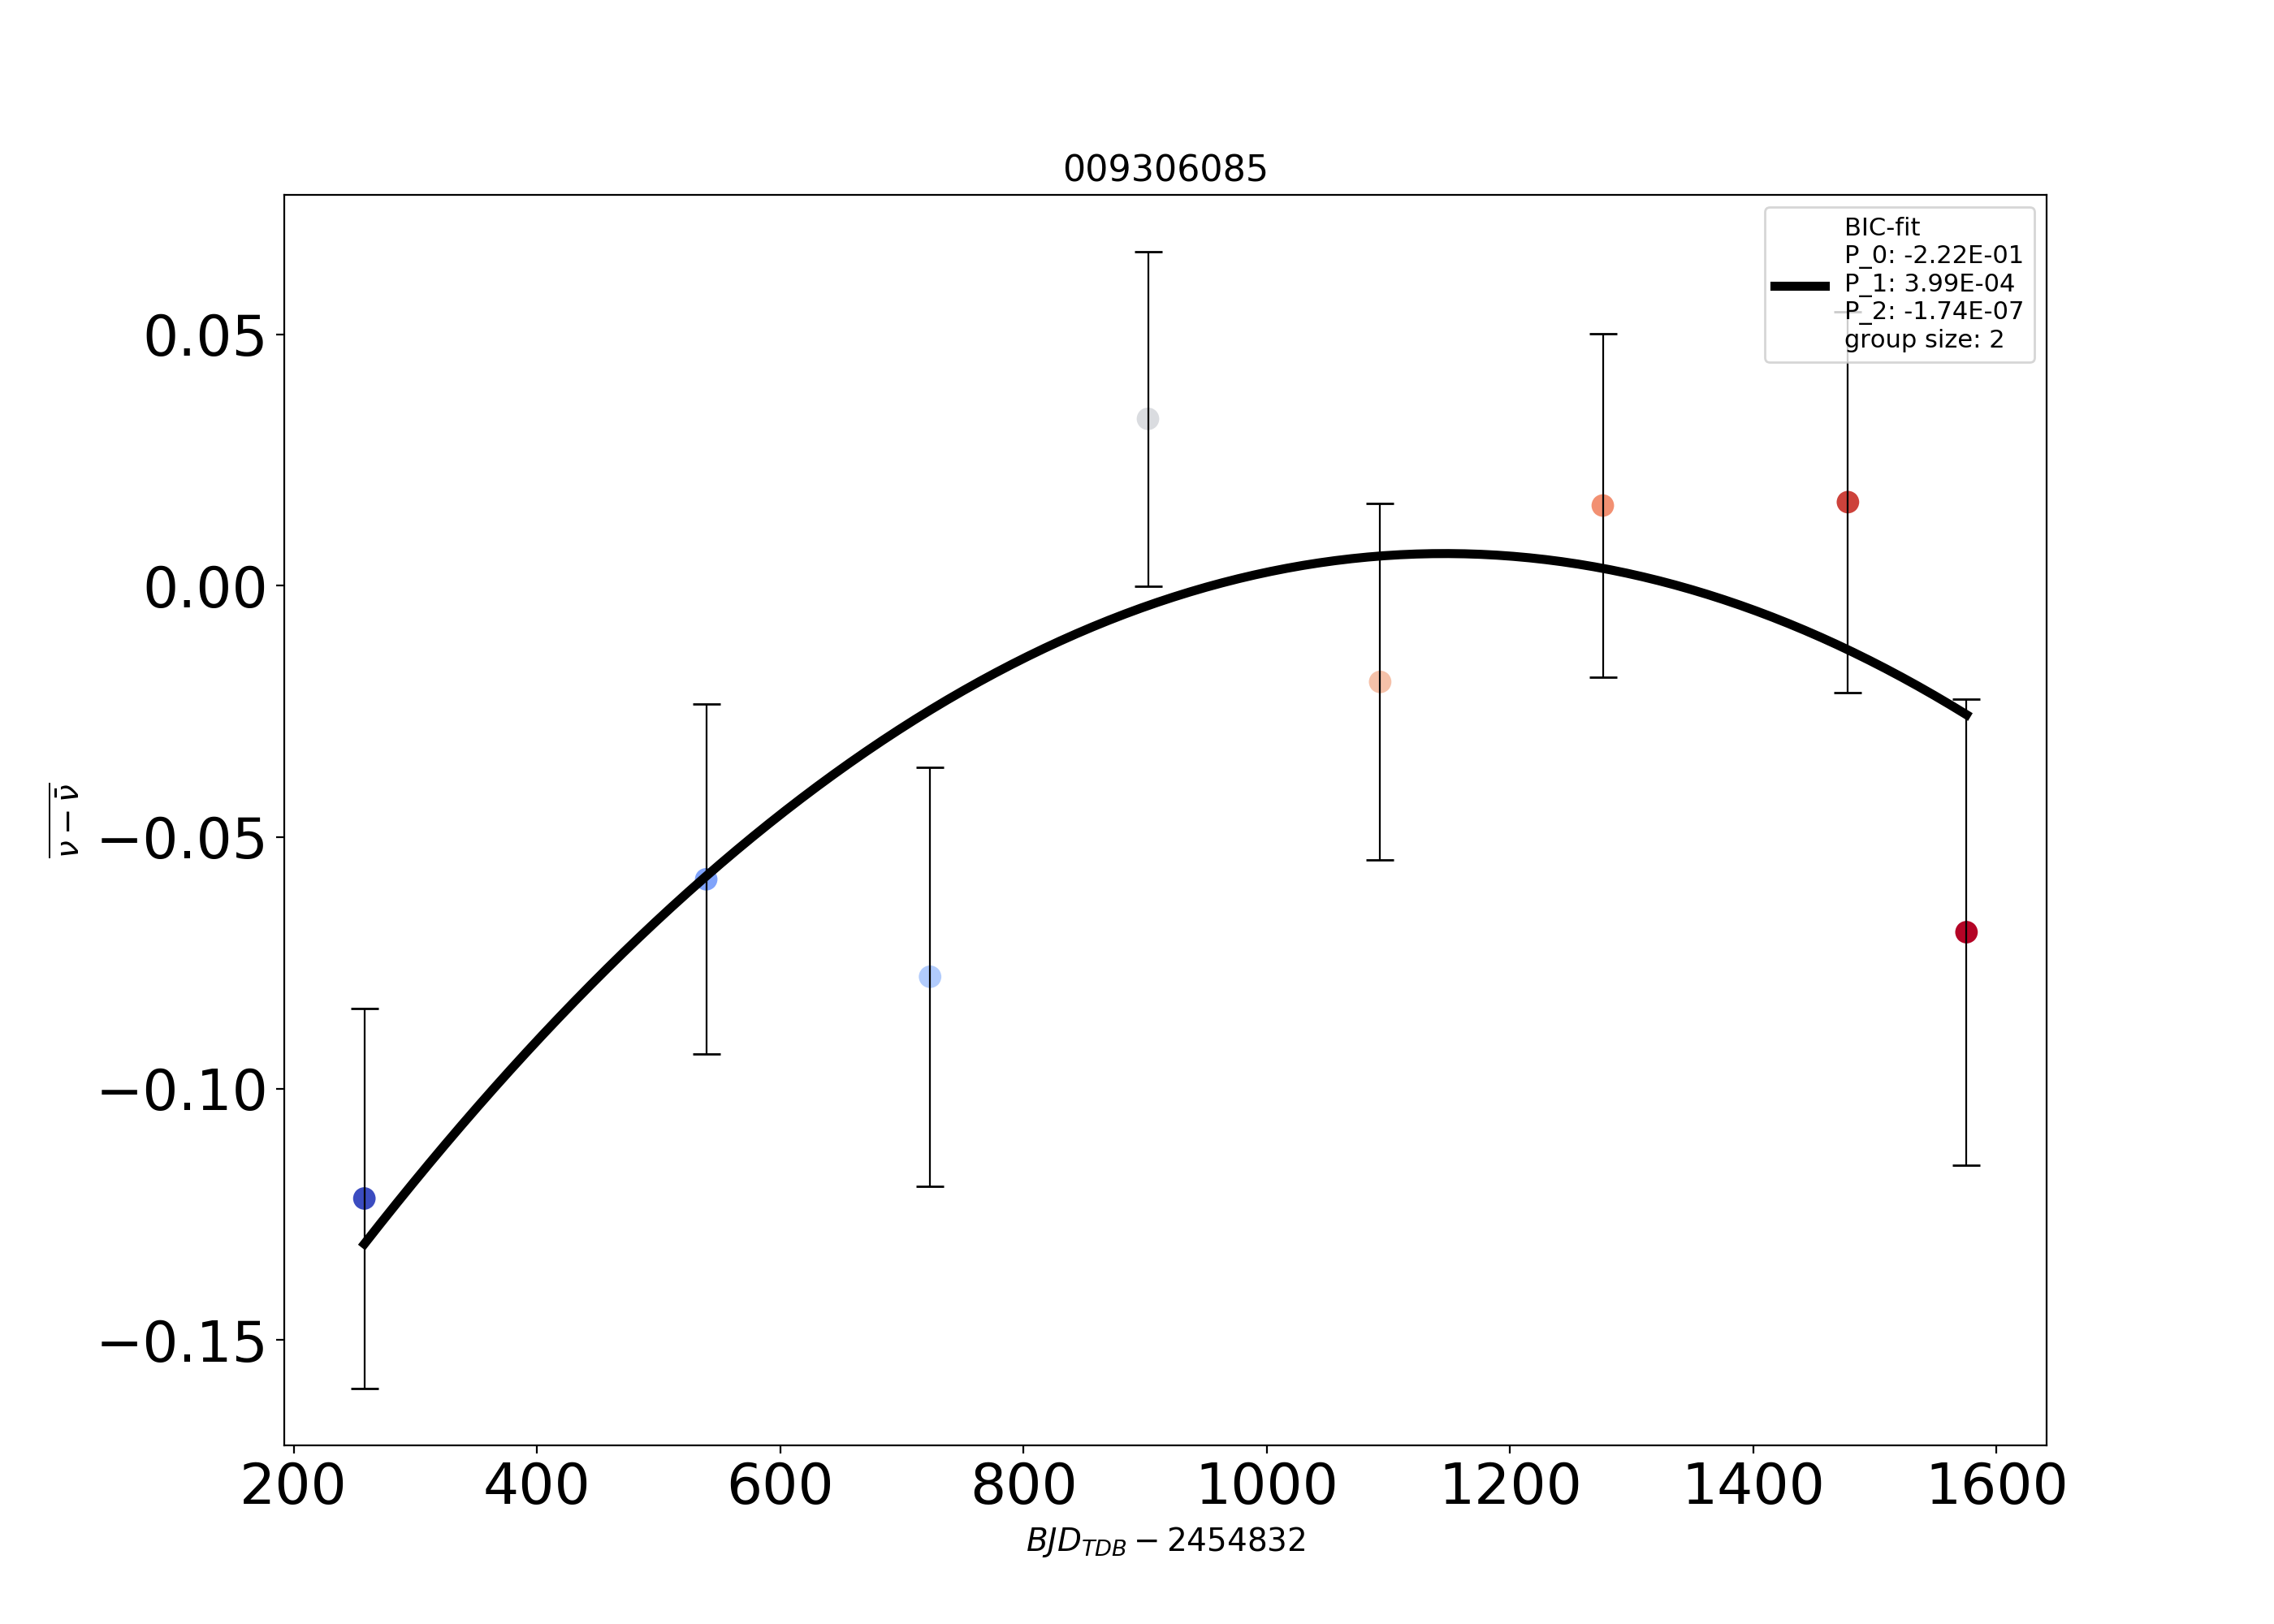 009306085
BIC-fit
P_0: -2.22E-01
P_1: 3.99E-04
P_2: -1.74E-07
group size: 2
0.05
0.00
−0.05
−0.10
−0.15
ν − ν̄
200 400 600 800 1000 1200 1400 1600
BJD_TDB − 2454832